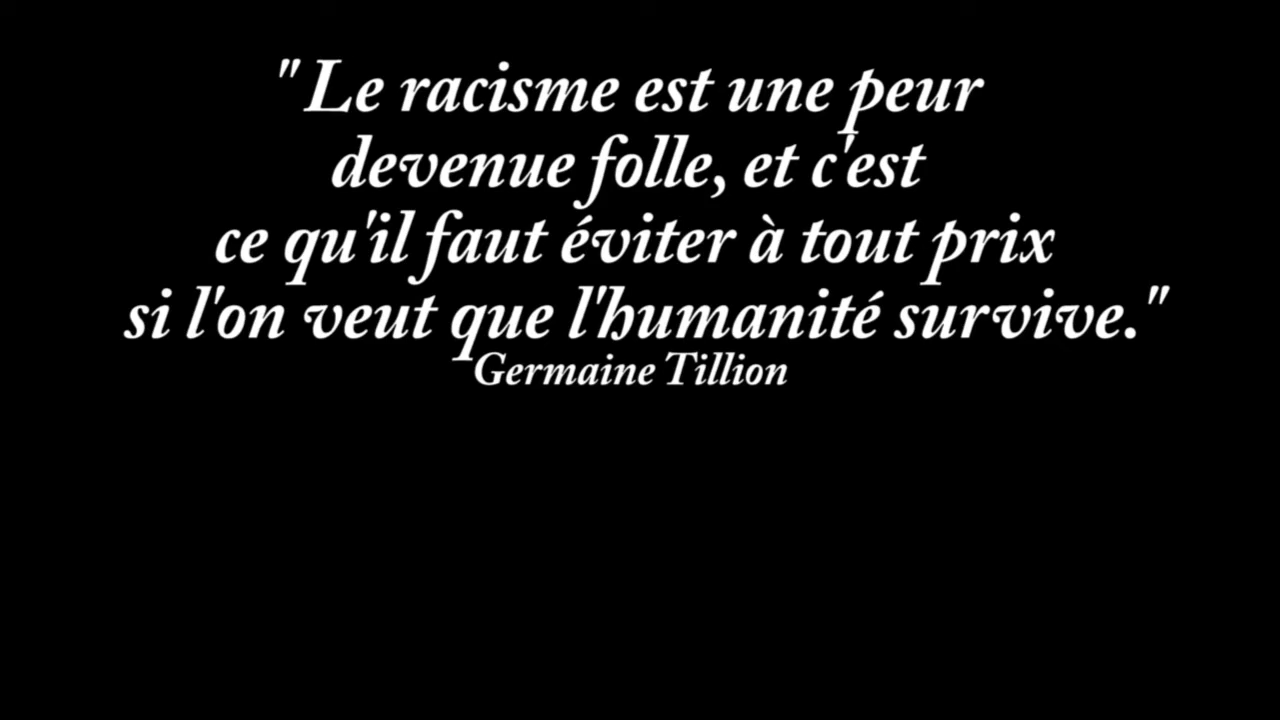 " Le racisme est une peur
devenue folle, et c'est
ce qu'il faut éviter à tout prix
si l'on veut que l'humanité survive."
Germaine Tillion